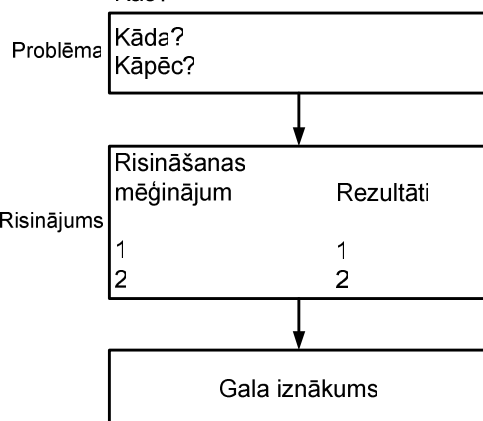 Problēma
Kāda?
Kāpēc?
Risinājums
Risināšanas
mēģinājum Rezultāti
1 1
2 2
Gala iznākums